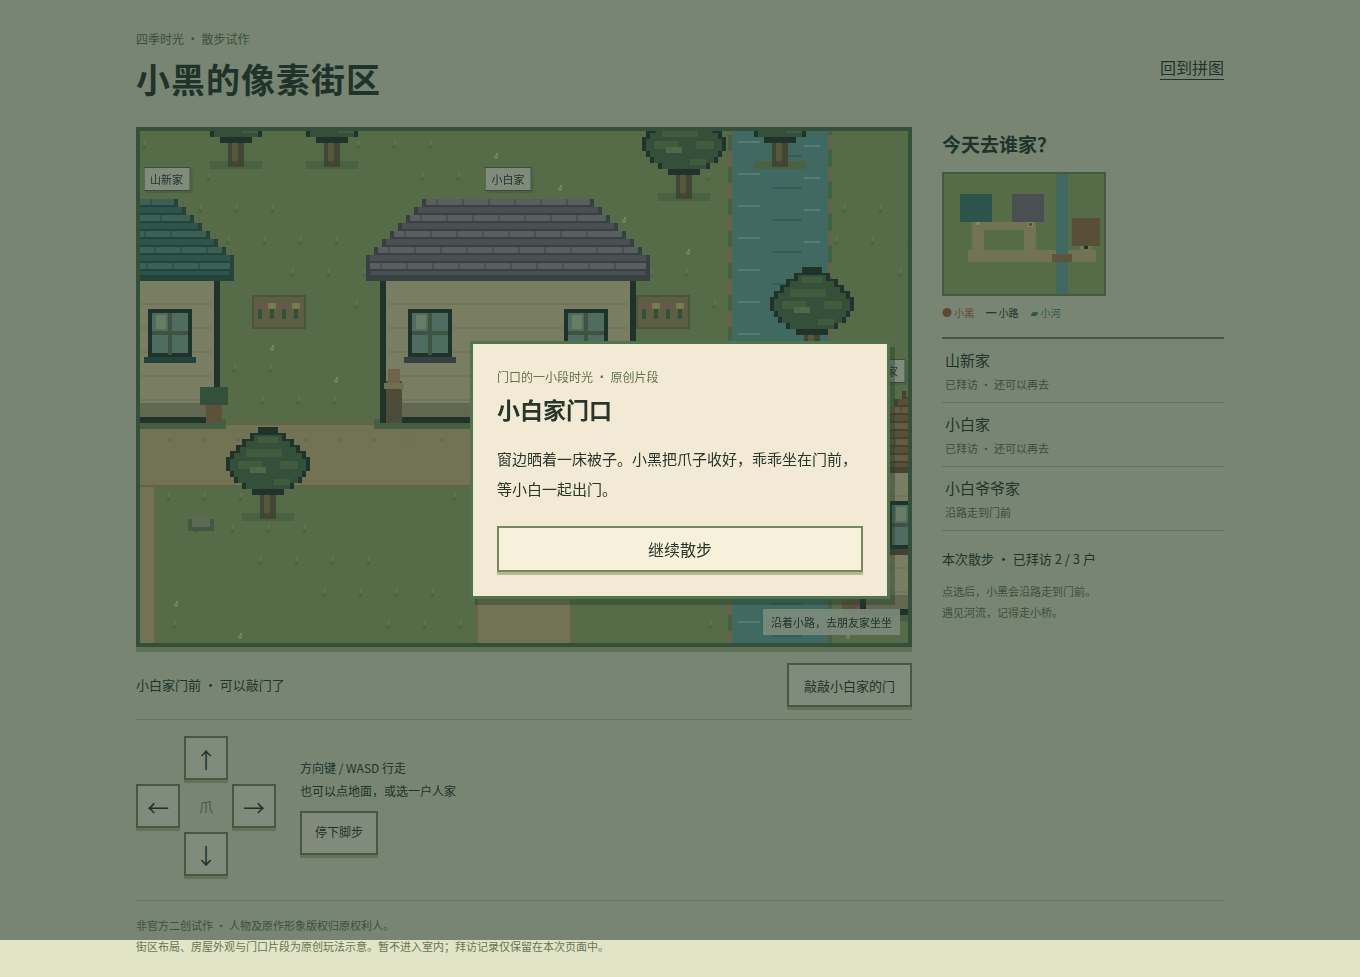 四季时光 · 散步试作
小黑的像素街区
回到拼图
山新家
小白家
家
今天去谁家？
小黑 小路 小河
山新家
已拜访 · 还可以再去
小白家
已拜访 · 还可以再去
小白爷爷家
沿路走到门前
本次散步 · 已拜访 2 / 3 户
点选后，小黑会沿路走到门前。
遇见河流，记得走小桥。
门口的一小段时光 · 原创片段
小白家门口
窗边晒着一床被子。小黑把爪子收好，乖乖坐在门前，
等小白一起出门。
继续散步
沿着小路，去朋友家坐坐
小白家门前 · 可以敲门了
敲敲小白家的门
↑
← 爪 →
↓
方向键 / WASD 行走
也可以点地面，或选一户人家
停下脚步
非官方二创试作 · 人物及原作形象版权归原权利人。
街区布局、房屋外观与门口片段为原创玩法示意。暂不进入室内；拜访记录仅保留在本次页面中。